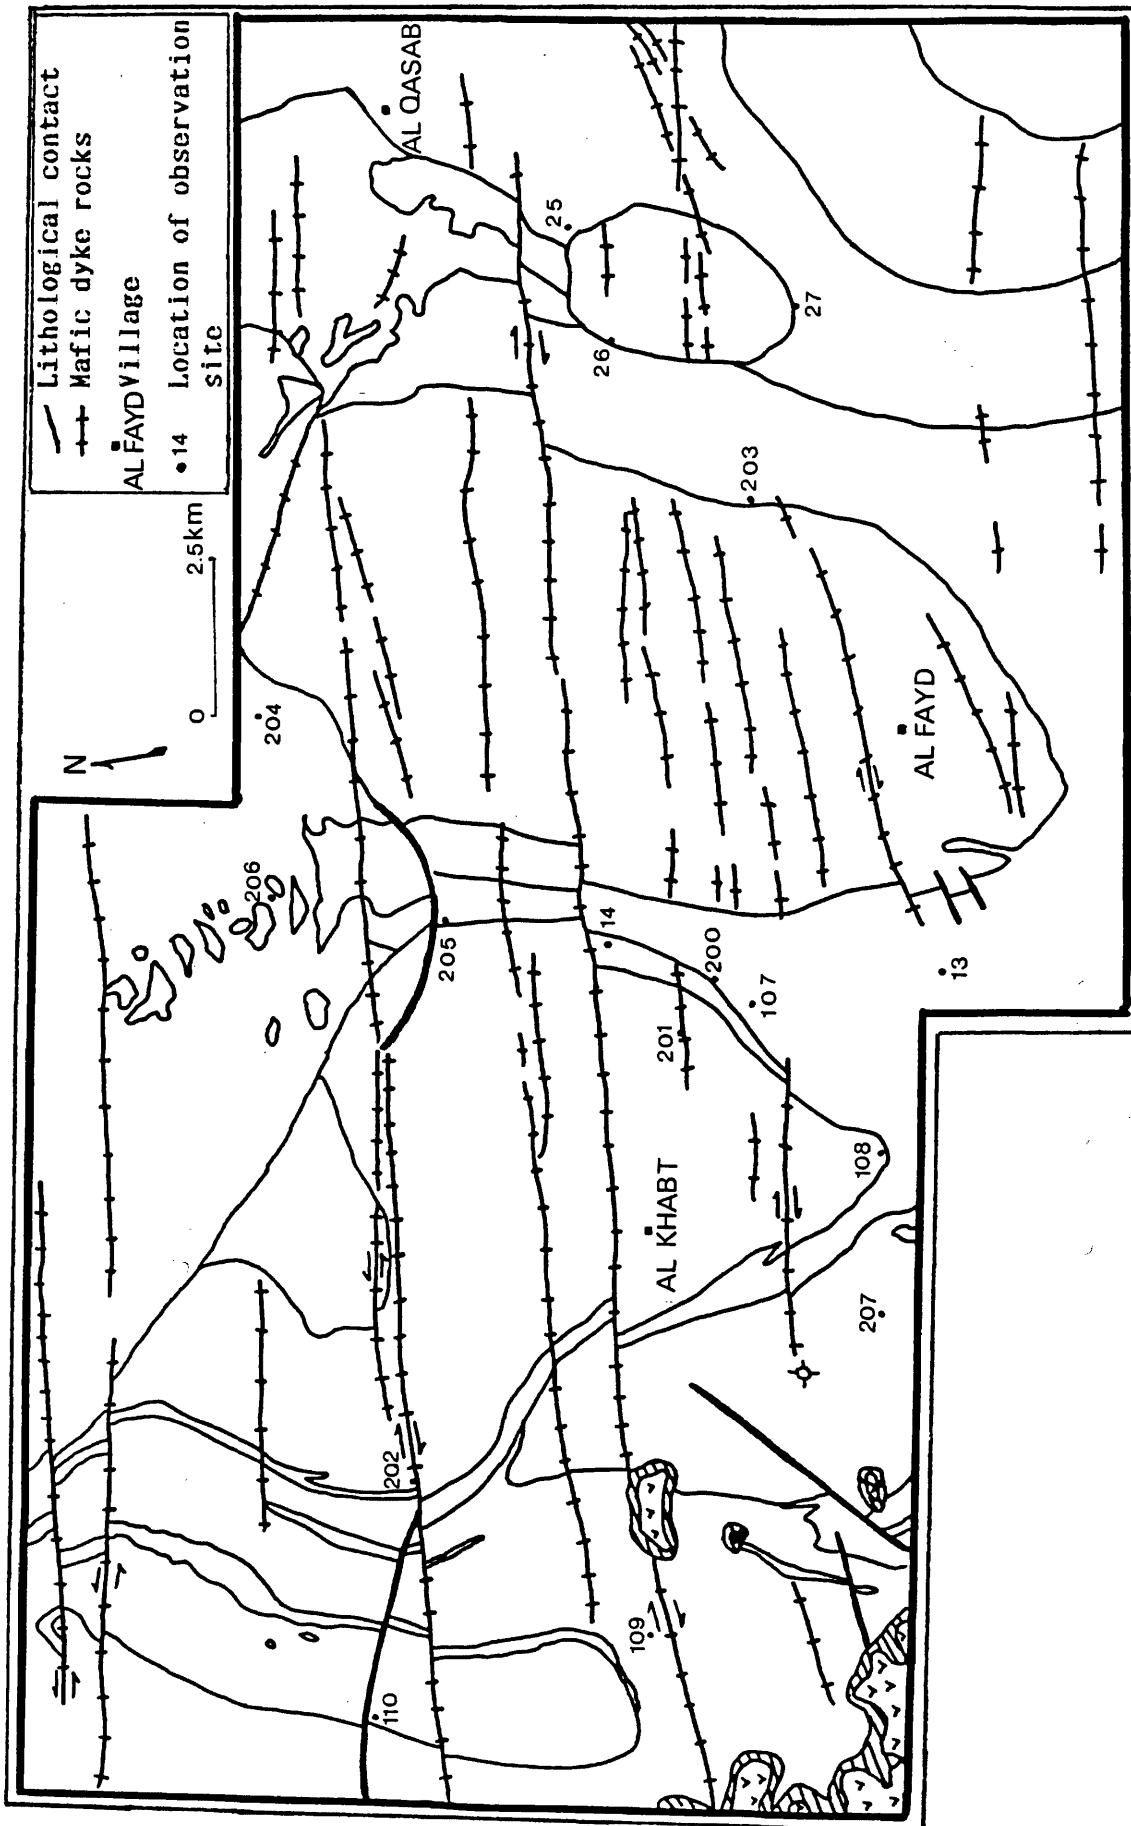 Lithological contact
Mafic dyke rocks
AL FAYD Village
•14 Location of observation
site
0 2.5km
N
AL QASAB
25
26
27
203
204
206
205
14
200
107
201
13
AL FAYD
108
AL KHABT
207
202
109
110